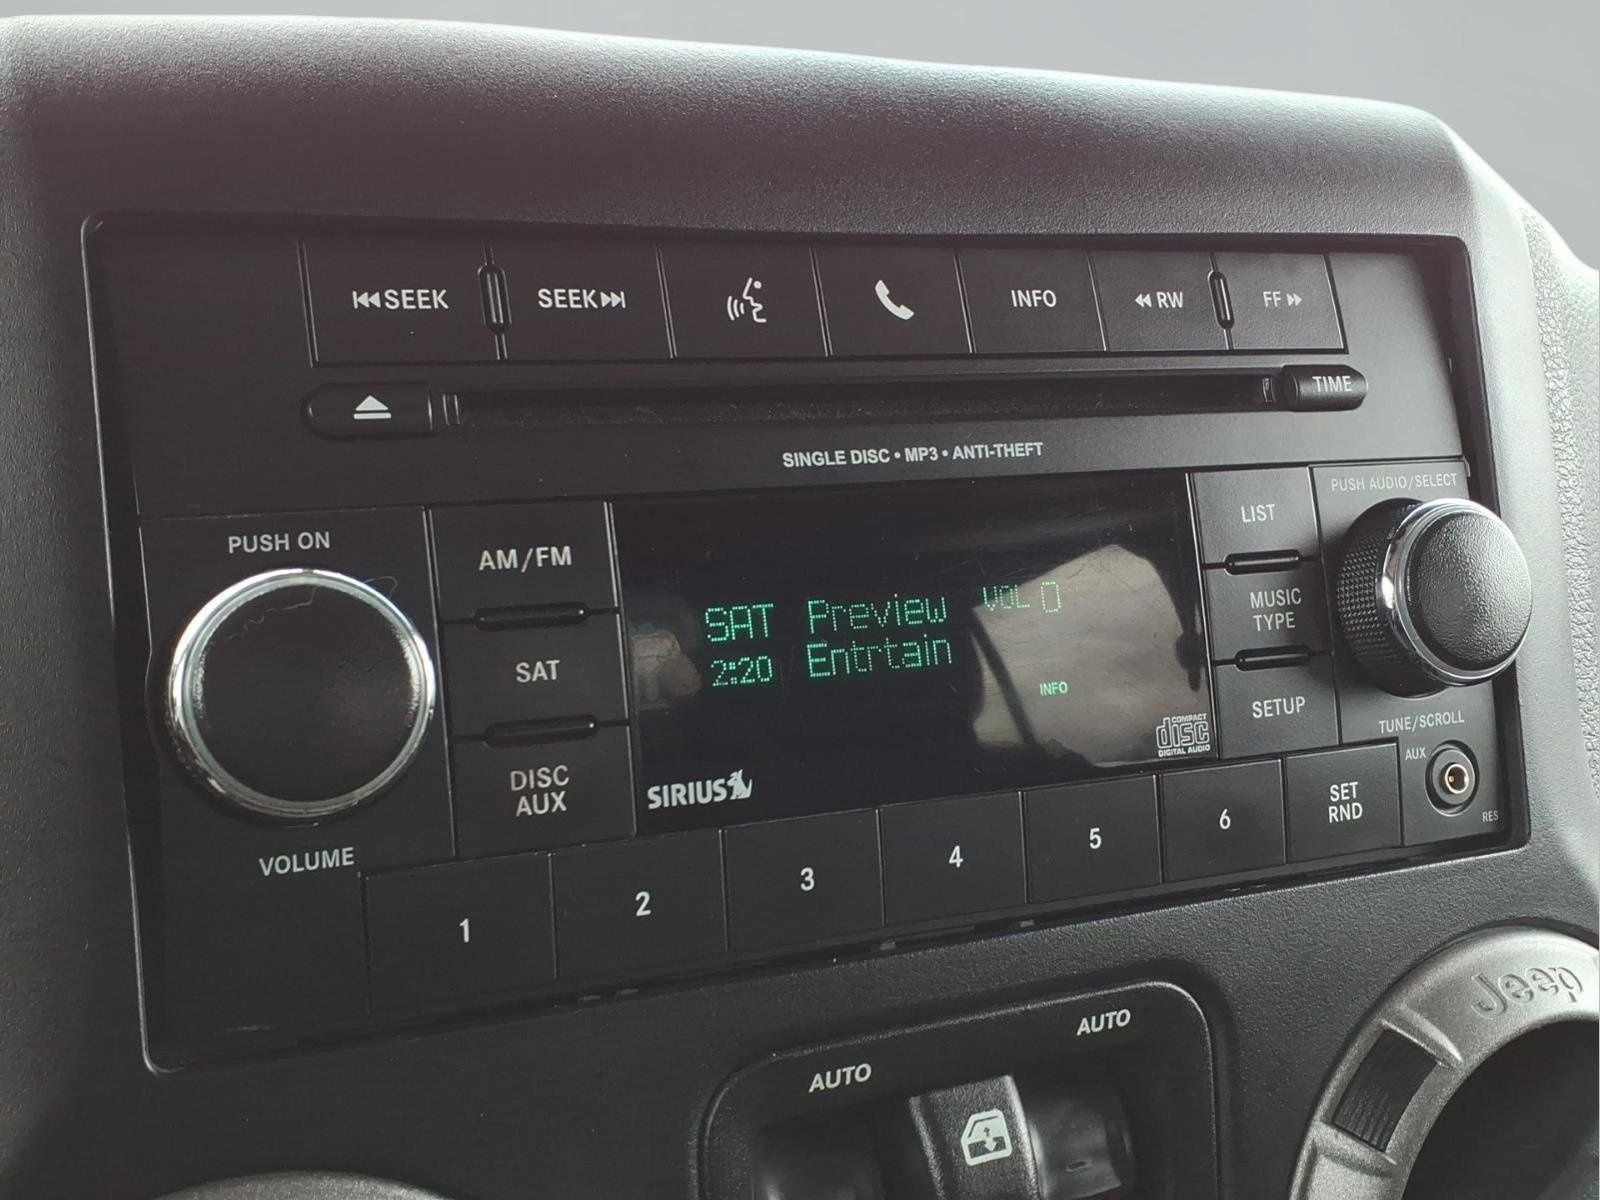 SEEK SEEK INFO RW FF
TIME
SINGLE DISC • MP3 • ANTI-THEFT
PUSH ON
VOLUME
AM/FM
SAT
DISC
AUX
SAT Preview VOL 0
2:20 Entrtain
INFO
SIRIUS
COMPACT
disc
DIGITAL AUDIO
LIST
MUSIC
TYPE
SETUP
PUSH AUDIO/SELECT
TUNE/SCROLL
AUX
RES
1 2 3 4 5 6
SET
RND
AUTO AUTO
Jeep